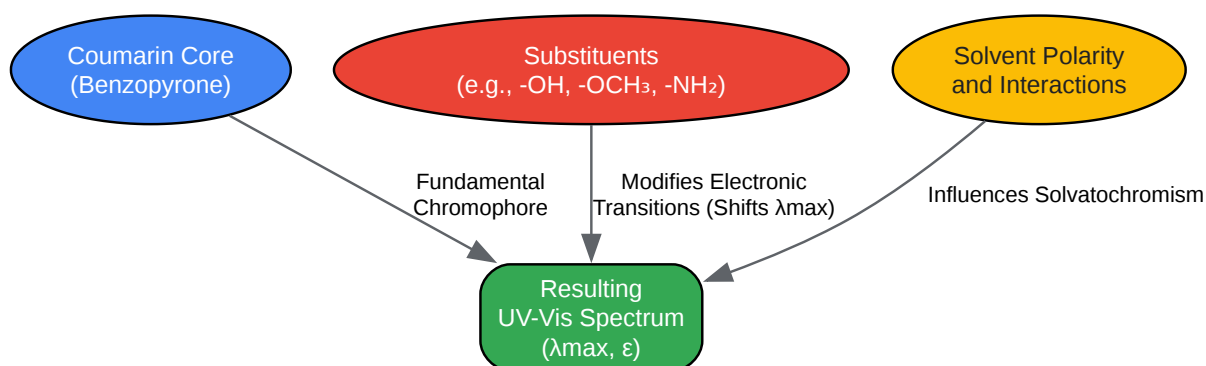 Coumarin Core
(Benzopyrone)
Substituents
(e.g., -OH, -OCH₃, -NH₂)
Solvent Polarity
and Interactions
Fundamental
Chromophore
Modifies Electronic
Transitions (Shifts λmax)
Influences Solvatochromism
Resulting
UV-Vis Spectrum
(λmax, ε)